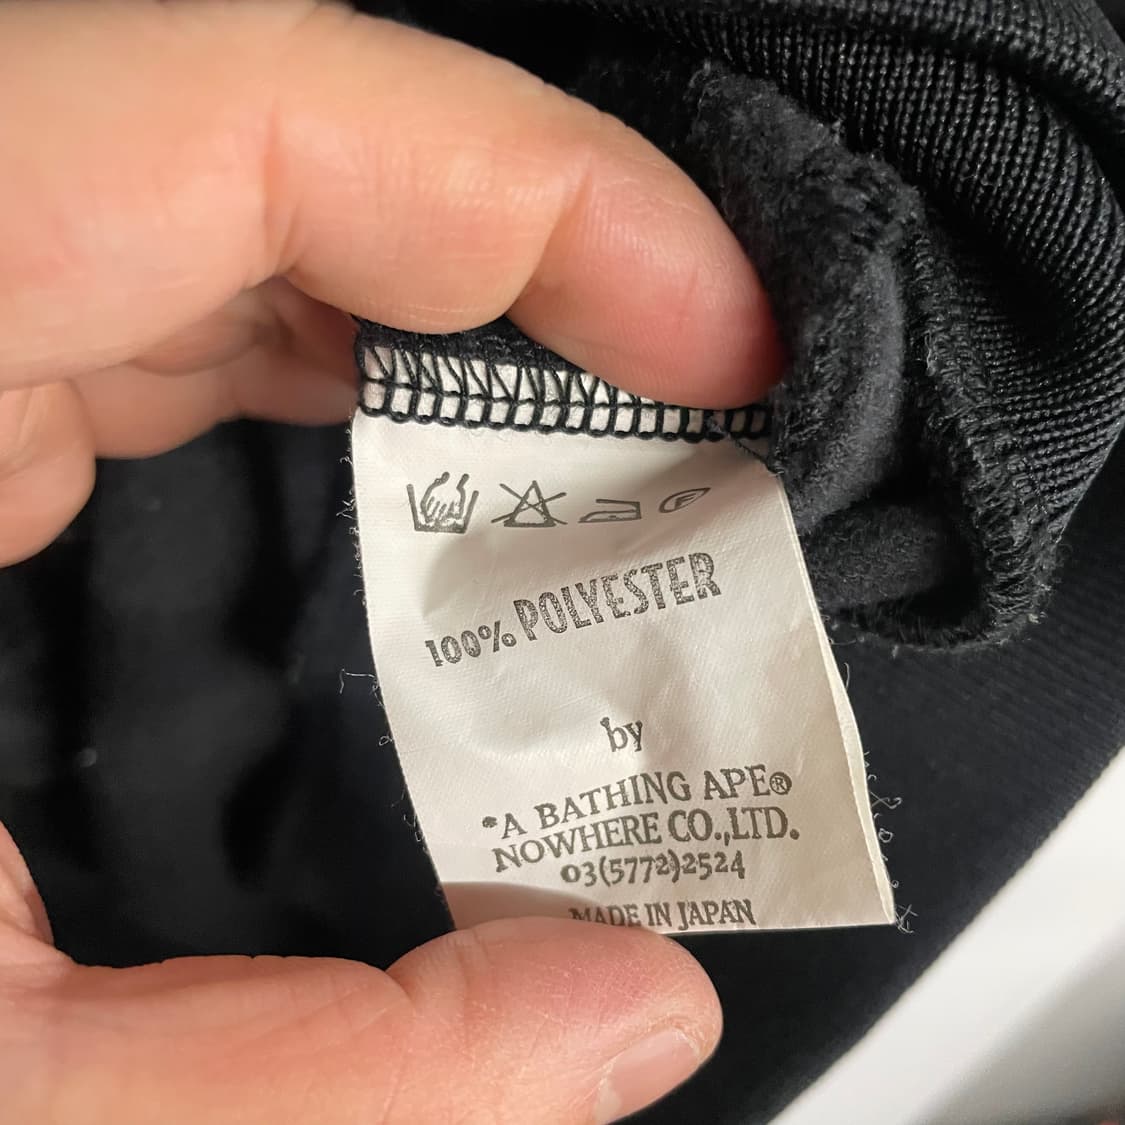 F
100% POLYESTER
by
*A BATHING APE®
NOWHERE CO.,LTD.
03(5772)2524
MADE IN JAPAN